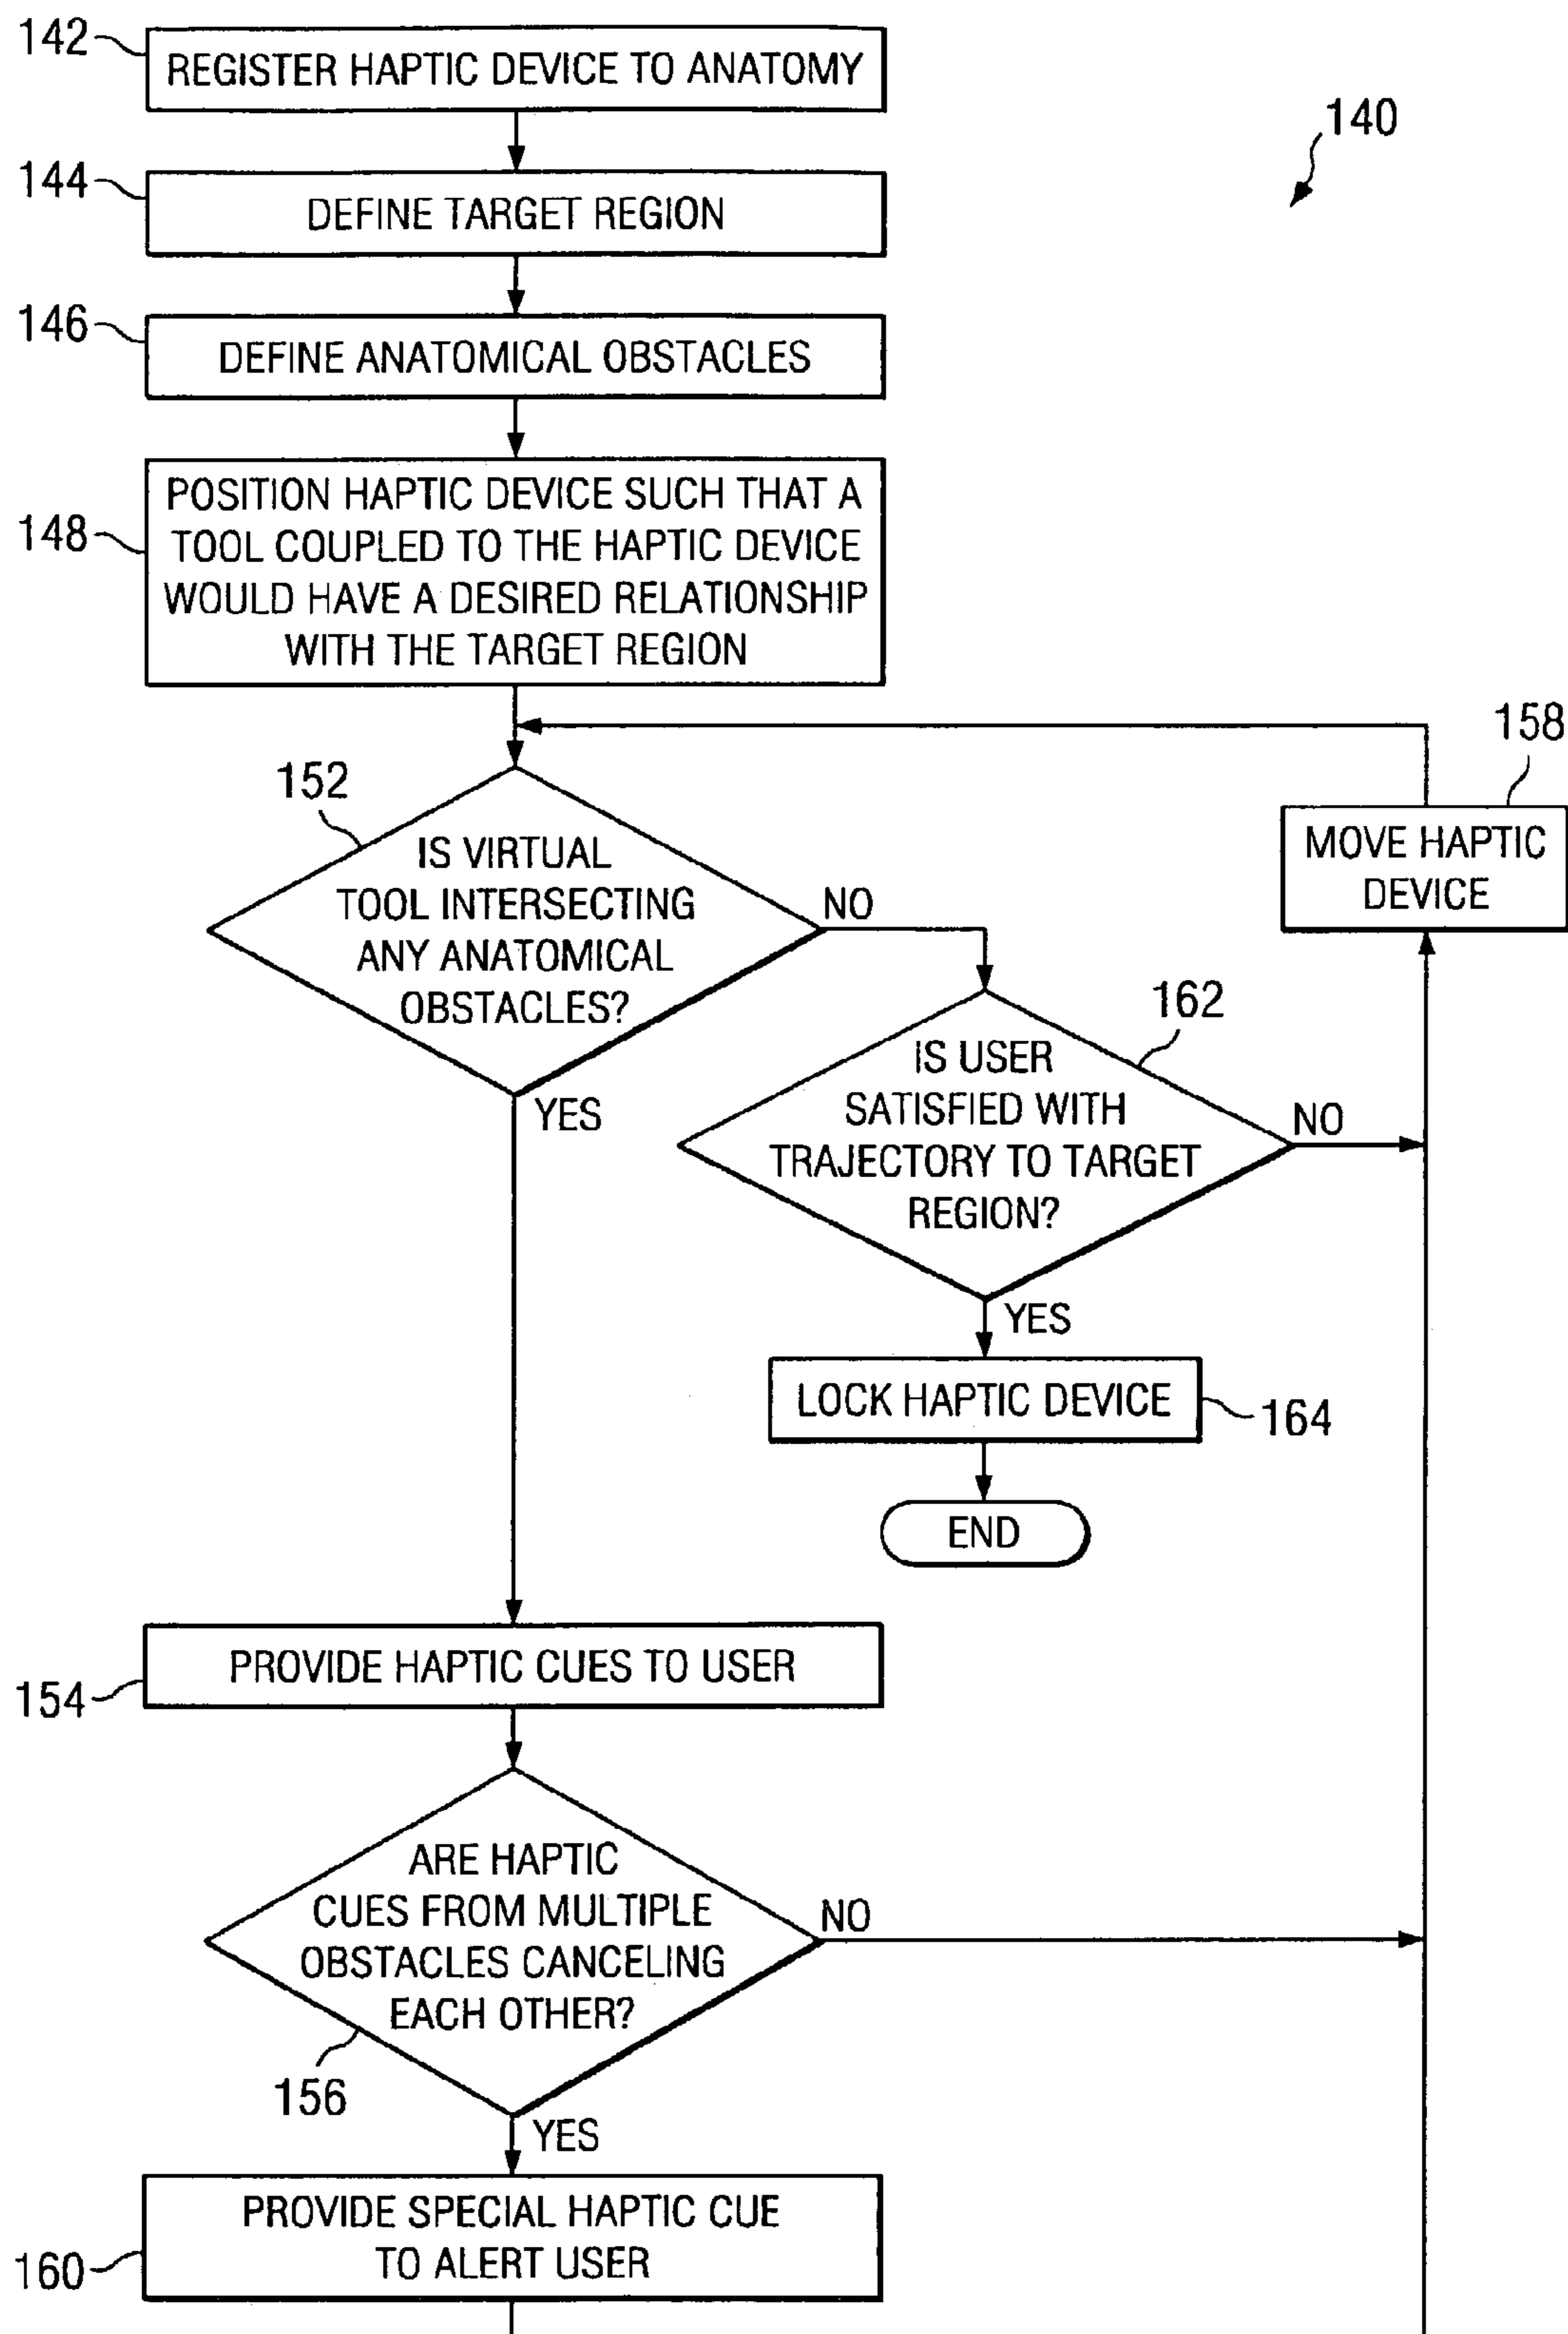 142
REGISTER HAPTIC DEVICE TO ANATOMY
140
144
DEFINE TARGET REGION
146
DEFINE ANATOMICAL OBSTACLES
148
POSITION HAPTIC DEVICE SUCH THAT A
TOOL COUPLED TO THE HAPTIC DEVICE
WOULD HAVE A DESIRED RELATIONSHIP
WITH THE TARGET REGION
158
MOVE HAPTIC
DEVICE
152
IS VIRTUAL
TOOL INTERSECTING
ANY ANATOMICAL
OBSTACLES?
NO
YES
162
IS USER
SATISFIED WITH
TRAJECTORY TO TARGET
REGION?
NO
YES
LOCK HAPTIC DEVICE
164
END
PROVIDE HAPTIC CUES TO USER
154
ARE HAPTIC
CUES FROM MULTIPLE
OBSTACLES CANCELING
EACH OTHER?
NO
156
YES
PROVIDE SPECIAL HAPTIC CUE
TO ALERT USER
160